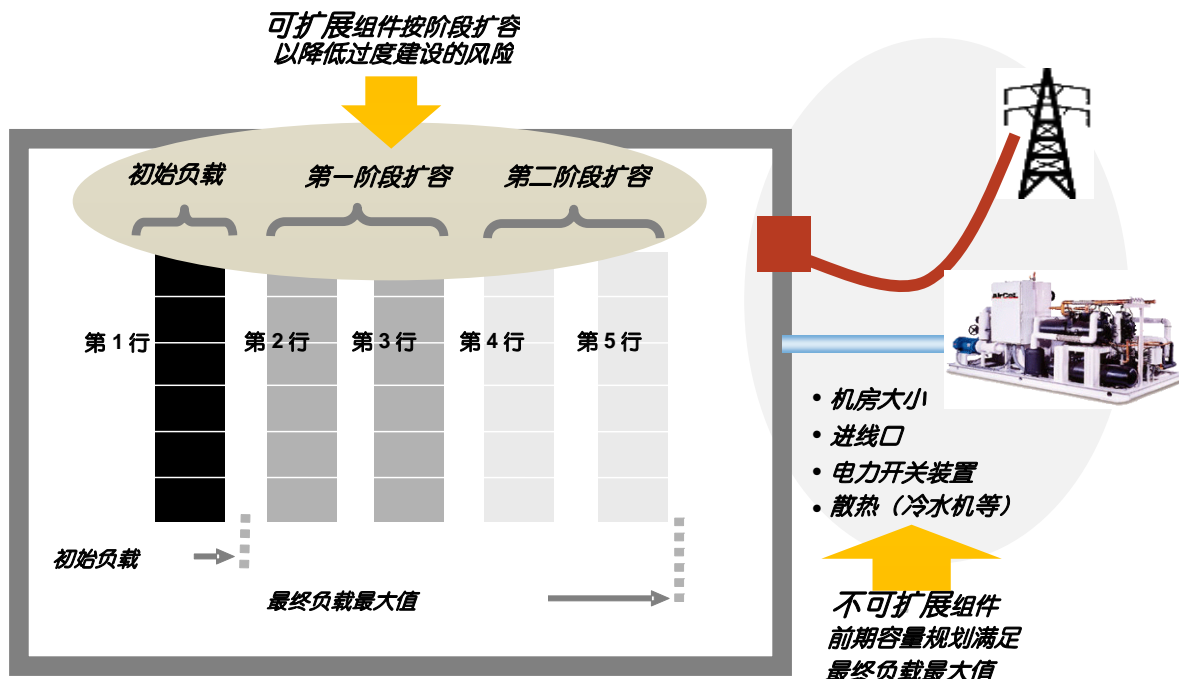 可扩展组件按阶段扩容
以降低过度建设的风险
初始负载
第一阶段扩容
第二阶段扩容
第 1 行
第 2 行
第 3 行
第 4 行
第 5 行
初始负载
最终负载最大值
• 机房大小
• 进线口
• 电力开关装置
• 散热（冷水机等）
不可扩展组件
前期容量规划满足
最终负载最大值